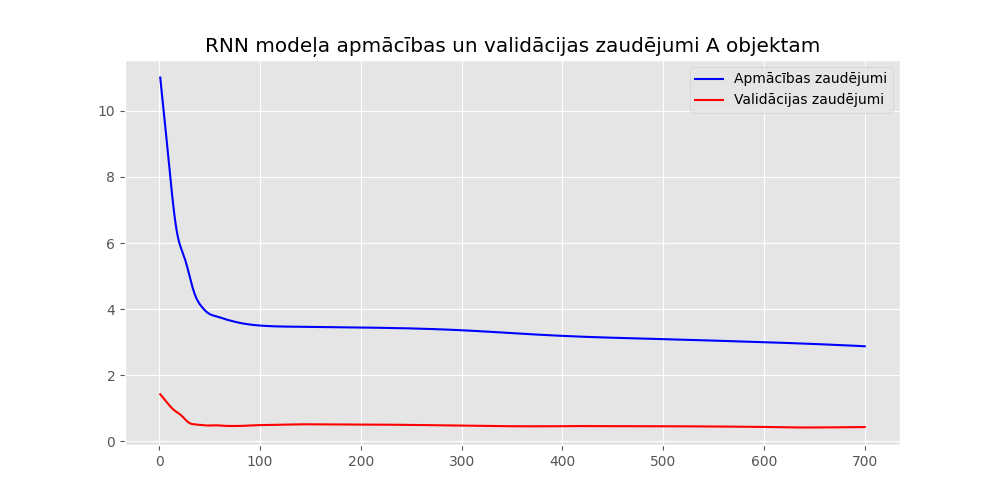 RNN modeļa apmācības un validācijas zaudējumi A objektam
Apmācības zaudējumi
Validācijas zaudējumi
10
8
6
4
2
0
0 100 200 300 400 500 600 700